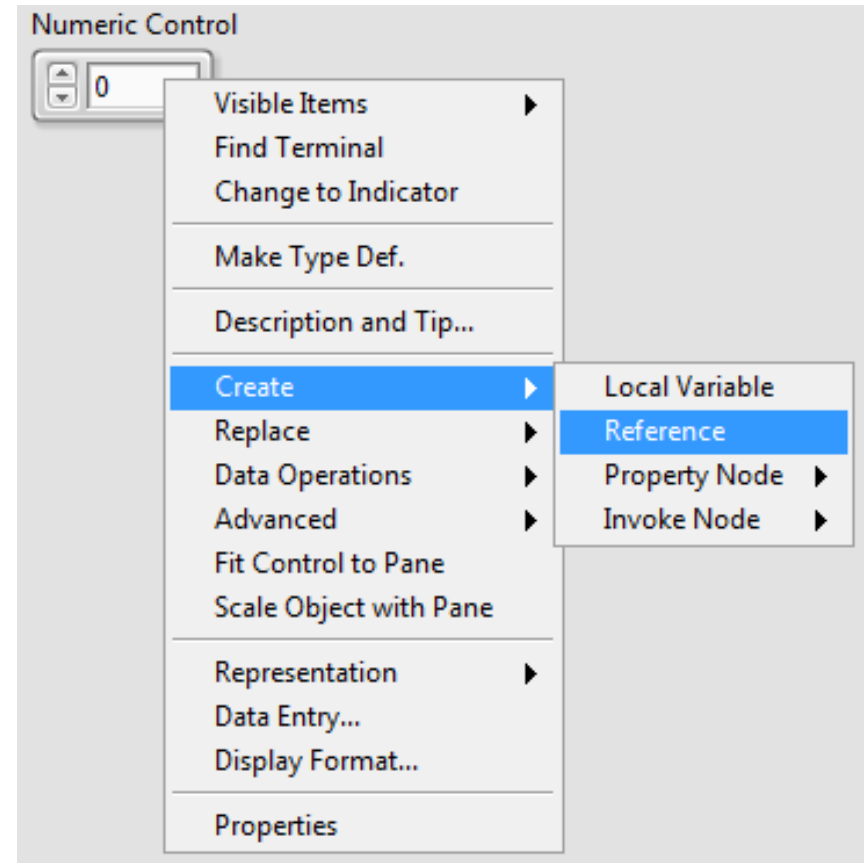 Numeric Control
0
Visible Items
Find Terminal
Change to Indicator
Make Type Def.
Description and Tip...
Create
Replace
Data Operations
Advanced
Fit Control to Pane
Scale Object with Pane
Representation
Data Entry...
Display Format...
Properties
Local Variable
Reference
Property Node
Invoke Node